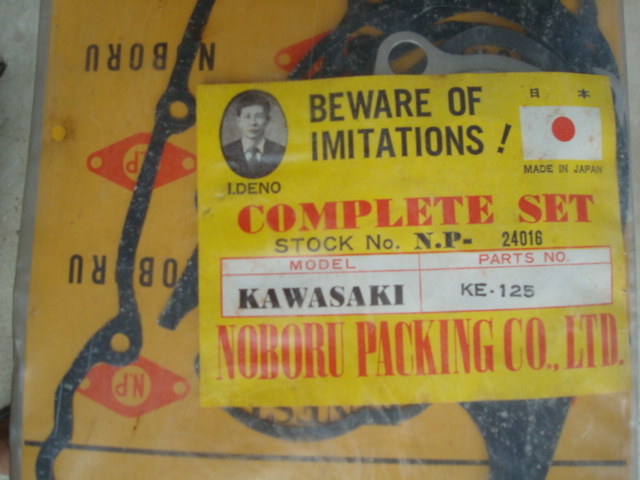 NOBORU
BEWARE OF
IMITATIONS!
日 本
MADE IN JAPAN
I.DENO
COMPLETE SET
STOCK No. N.P- 24016
MODEL PARTS NO.
KAWASAKI KE-125
NOBORU PACKING CO., LTD.
N.P
NOBORU
N.P